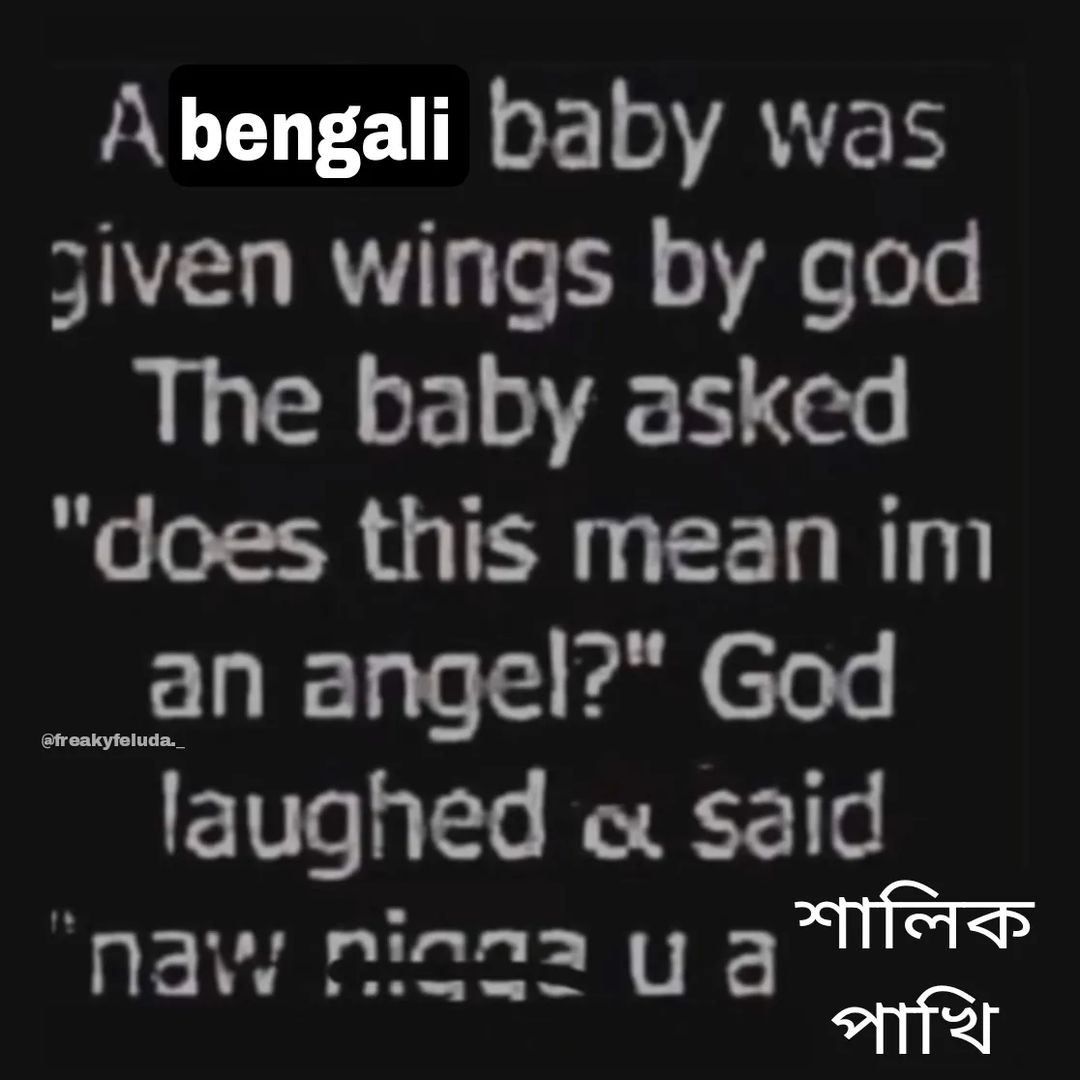 A bengali baby was
given wings by god
The baby asked
"does this mean im
an angel?" God
@freakyfeluda._
laughed & said
"naw nigga u a শালিক
পাখি